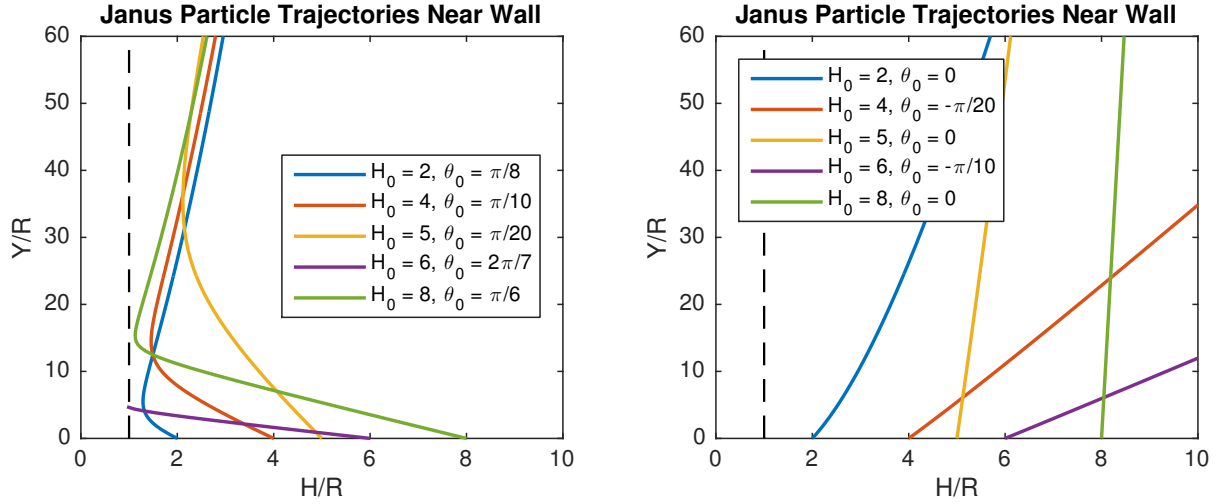 Janus Particle Trajectories Near Wall
60
50
40
30
20
10
0
Y/R
0 2 4 6 8 10
H/R
H₀ = 2, θ₀ = π/8
H₀ = 4, θ₀ = π/10
H₀ = 5, θ₀ = π/20
H₀ = 6, θ₀ = 2π/7
H₀ = 8, θ₀ = π/6
Janus Particle Trajectories Near Wall
60
50
40
30
20
10
0
Y/R
0 2 4 6 8 10
H/R
H₀ = 2, θ₀ = 0
H₀ = 4, θ₀ = -π/20
H₀ = 5, θ₀ = 0
H₀ = 6, θ₀ = -π/10
H₀ = 8, θ₀ = 0